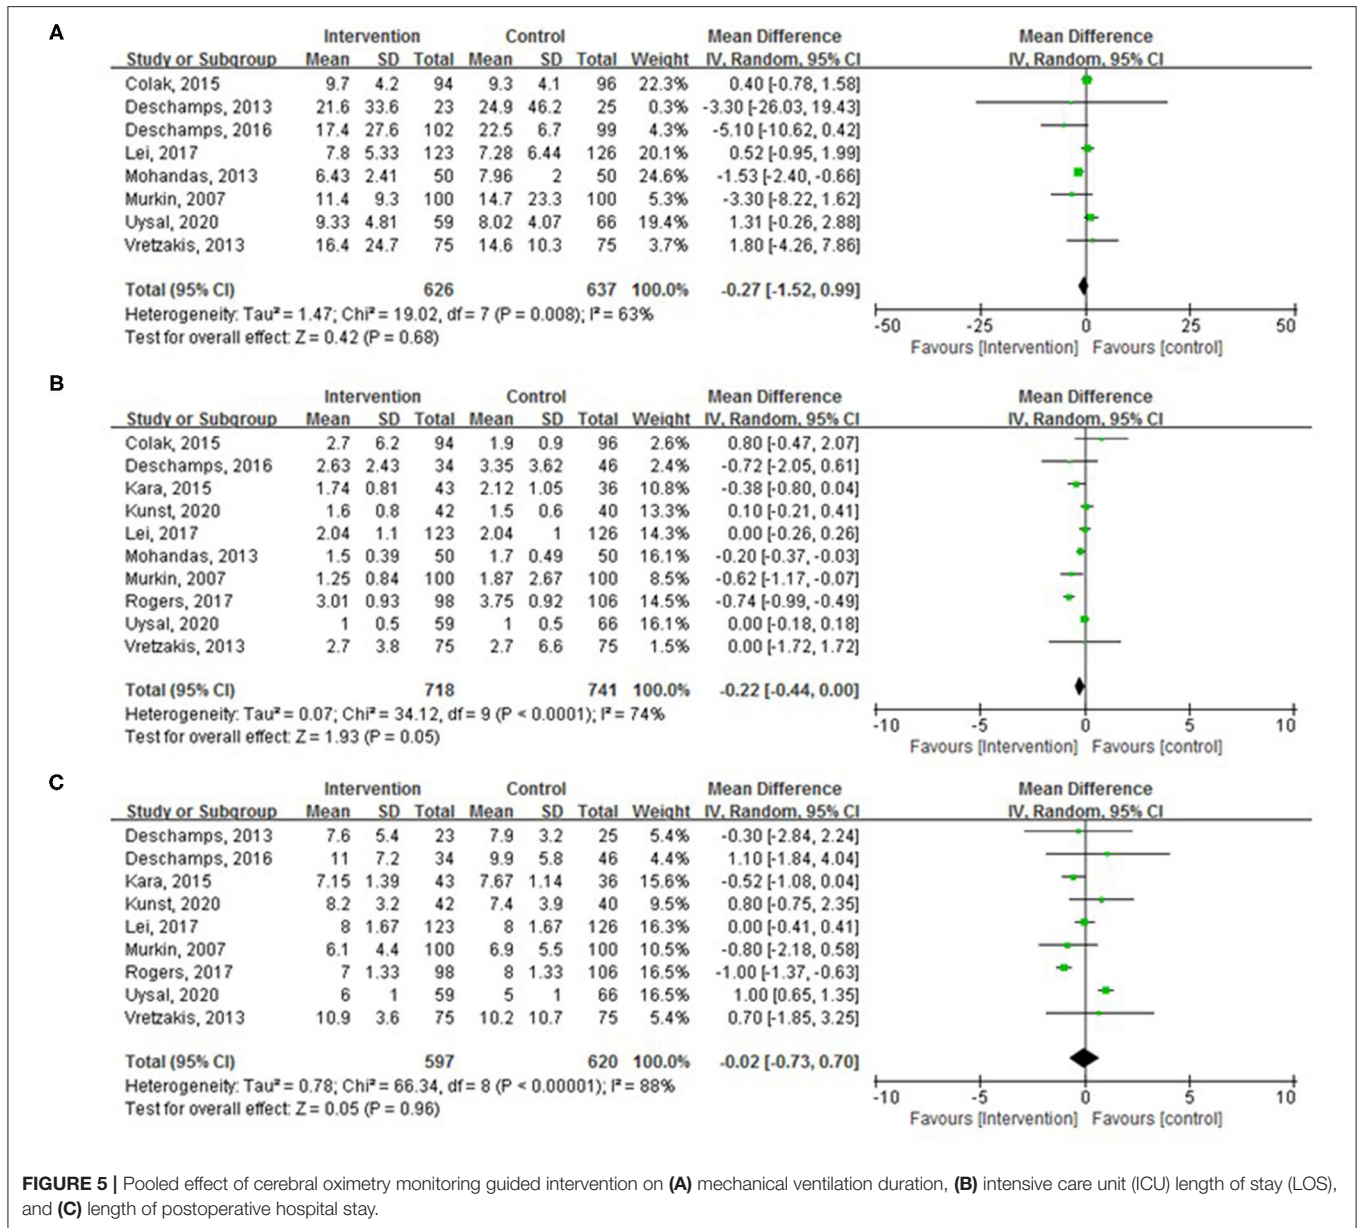 A
Intervention Control Mean Difference Mean Difference
Study or Subgroup Mean SD Total Mean SD Total Weight IV, Random, 95% CI IV, Random, 95% CI
Colak, 2015 9.7 4.2 94 9.3 4.1 96 22.3% 0.40 [-0.78, 1.58]
Deschamps, 2013 21.6 33.6 23 24.9 46.2 25 0.3% -3.30 [-26.03, 19.43]
Deschamps, 2016 17.4 27.6 102 22.5 6.7 99 4.3% -5.10 [-10.62, 0.42]
Lei, 2017 7.8 5.33 123 7.28 6.44 126 20.1% 0.52 [-0.95, 1.99]
Mohandas, 2013 6.43 2.41 50 7.96 2 50 24.6% -1.53 [-2.40, -0.66]
Murkin, 2007 11.4 9.3 100 14.7 23.3 100 5.3% -3.30 [-8.22, 1.62]
Uysal, 2020 9.33 4.81 59 8.02 4.07 66 19.4% 1.31 [-0.26, 2.88]
Vretzakis, 2013 16.4 24.7 75 14.6 10.3 75 3.7% 1.80 [-4.26, 7.86]
Total (95% CI) 626 637 100.0% -0.27 [-1.52, 0.99]
Heterogeneity: Tau² = 1.47; Chi² = 19.02, df = 7 (P = 0.008); I² = 63%
Test for overall effect: Z = 0.42 (P = 0.68)
-50 -25 0 25 50
Favours [Intervention] Favours [control]
B
Intervention Control Mean Difference Mean Difference
Study or Subgroup Mean SD Total Mean SD Total Weight IV, Random, 95% CI IV, Random, 95% CI
Colak, 2015 2.7 6.2 94 1.9 0.9 96 2.6% 0.80 [-0.47, 2.07]
Deschamps, 2016 2.63 2.43 34 3.35 3.62 46 2.4% -0.72 [-2.05, 0.61]
Kara, 2015 1.74 0.81 43 2.12 1.05 36 10.8% -0.38 [-0.80, 0.04]
Kunst, 2020 1.6 0.8 42 1.5 0.6 40 13.3% 0.10 [-0.21, 0.41]
Lei, 2017 2.04 1.1 123 2.04 1 126 14.3% 0.00 [-0.26, 0.26]
Mohandas, 2013 1.5 0.39 50 1.7 0.49 50 16.1% -0.20 [-0.37, -0.03]
Murkin, 2007 1.25 0.84 100 1.87 2.67 100 8.5% -0.62 [-1.17, -0.07]
Rogers, 2017 3.01 0.93 98 3.75 0.92 106 14.5% -0.74 [-0.99, -0.49]
Uysal, 2020 1 0.5 59 1 0.5 66 16.1% 0.00 [-0.18, 0.18]
Vretzakis, 2013 2.7 3.8 75 2.7 6.6 75 1.5% 0.00 [-1.72, 1.72]
Total (95% CI) 718 741 100.0% -0.22 [-0.44, 0.00]
Heterogeneity: Tau² = 0.07; Chi² = 34.12, df = 9 (P < 0.0001); I² = 74%
Test for overall effect: Z = 1.93 (P = 0.05)
-10 -5 0 5 10
Favours [Intervention] Favours [control]
C
Intervention Control Mean Difference Mean Difference
Study or Subgroup Mean SD Total Mean SD Total Weight IV, Random, 95% CI IV, Random, 95% CI
Deschamps, 2013 7.6 5.4 23 7.9 3.2 25 5.4% -0.30 [-2.84, 2.24]
Deschamps, 2016 11 7.2 34 9.9 5.8 46 4.4% 1.10 [-1.84, 4.04]
Kara, 2015 7.15 1.39 43 7.67 1.14 36 15.6% -0.52 [-1.08, 0.04]
Kunst, 2020 8.2 3.2 42 7.4 3.9 40 9.5% 0.80 [-0.75, 2.35]
Lei, 2017 8 1.67 123 8 1.67 126 16.3% 0.00 [-0.41, 0.41]
Murkin, 2007 6.1 4.4 100 6.9 5.5 100 10.5% -0.80 [-2.18, 0.58]
Rogers, 2017 7 1.33 98 8 1.33 106 16.5% -1.00 [-1.37, -0.63]
Uysal, 2020 6 1 59 5 1 66 16.5% 1.00 [0.65, 1.35]
Vretzakis, 2013 10.9 3.6 75 10.2 10.7 75 5.4% 0.70 [-1.85, 3.25]
Total (95% CI) 597 620 100.0% -0.02 [-0.73, 0.70]
Heterogeneity: Tau² = 0.78; Chi² = 66.34, df = 8 (P < 0.00001); I² = 88%
Test for overall effect: Z = 0.05 (P = 0.96)
-10 -5 0 5 10
Favours [Intervention] Favours [control]
FIGURE 5 | Pooled effect of cerebral oximetry monitoring guided intervention on (A) mechanical ventilation duration, (B) intensive care unit (ICU) length of stay (LOS),
and (C) length of postoperative hospital stay.